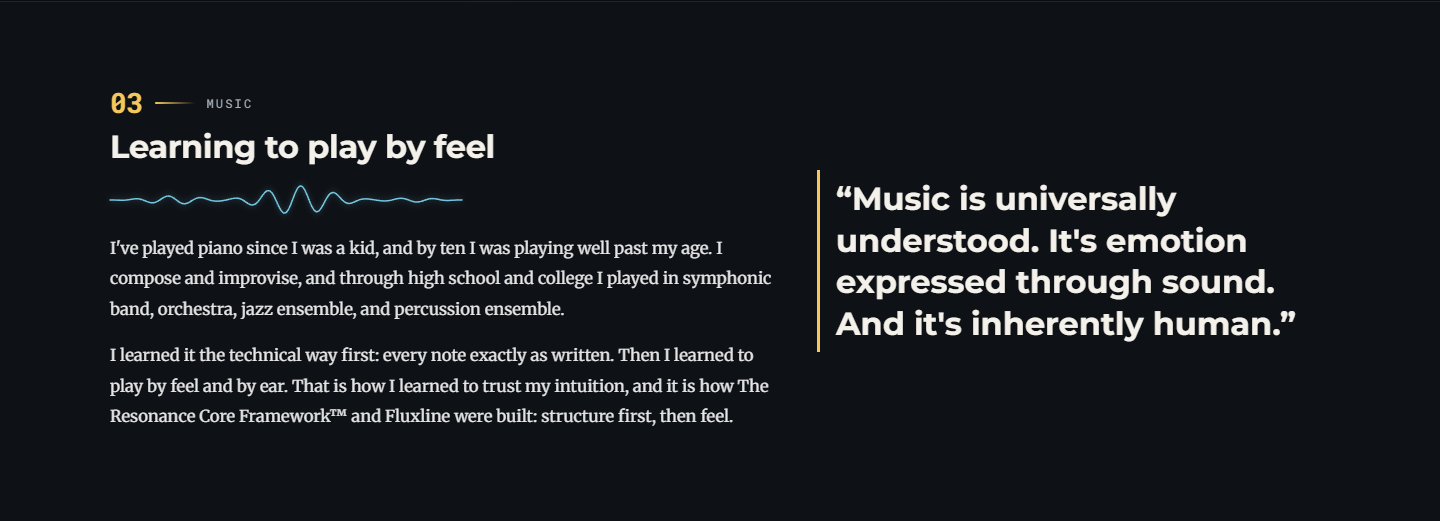 03 MUSIC
Learning to play by feel
I've played piano since I was a kid, and by ten I was playing well past my age. I
compose and improvise, and through high school and college I played in symphonic
band, orchestra, jazz ensemble, and percussion ensemble.
I learned it the technical way first: every note exactly as written. Then I learned to
play by feel and by ear. That is how I learned to trust my intuition, and it is how The
Resonance Core Framework™ and Fluxline were built: structure first, then feel.
“Music is universally
understood. It's emotion
expressed through sound.
And it's inherently human.”